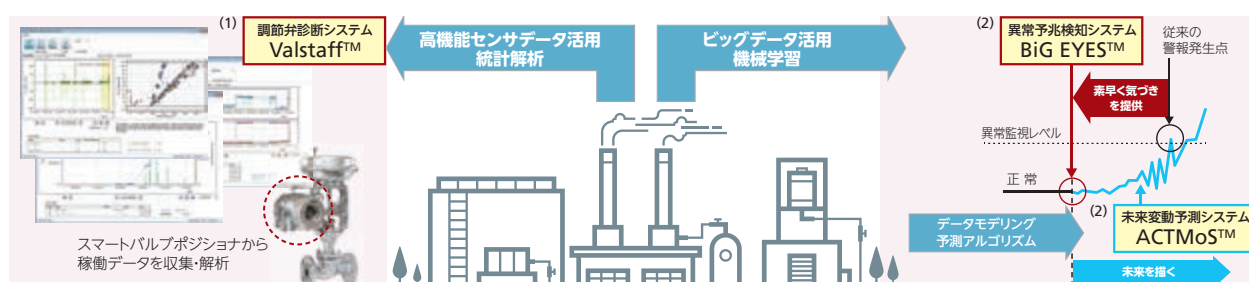 (1)
調節弁診断システム
Valstaff™
スマートバルブポジショナから
稼働データを収集・解析
高機能センサデータ活用
統計解析
ビッグデータ活用
機械学習
(2)
異常予兆検知システム
BiG EYES™
従来の
警報発生点
素早く気づき
を提供
異常監視レベル
正 常
データモデリング
予測アルゴリズム
(2)
未来変動予測システム
ACTMoS™
未来を描く